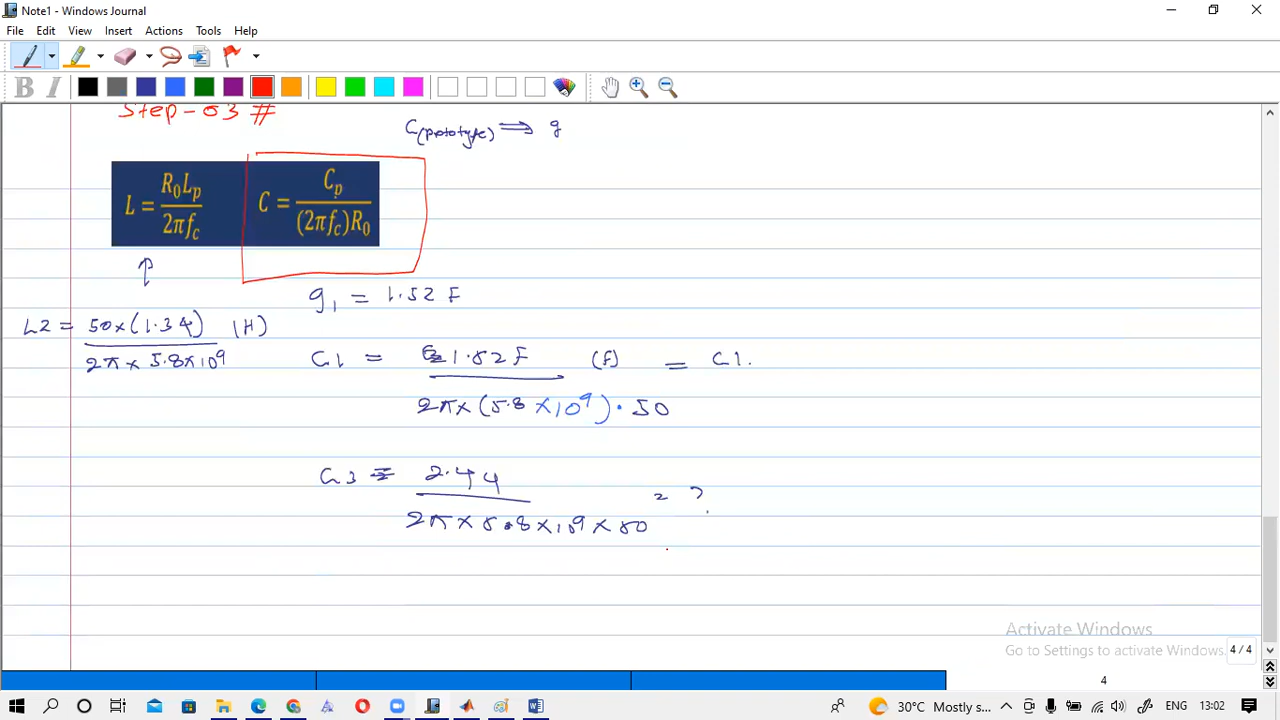 Note1 - Windows Journal
File Edit View Insert Actions Tools Help
B I
Step-03 #
C(prototype) ⟹ g
L = R₀Lₚ / 2πf_c
C = Cₚ / (2πf_c)R₀
g₁ = 1.52 F
L2 = 50×(1.34) / 2π × 5.8×10⁹ (H)
C1 = 1.52 F / 2π×(5.8 ×10⁹)·50 (F) = C1.
C3 = 2.44 / 2π×5.8×10⁹×50 = ?
Activate Windows
Go to Settings to activate Windows.
4/4
4
30°C Mostly s...
ENG 13:02